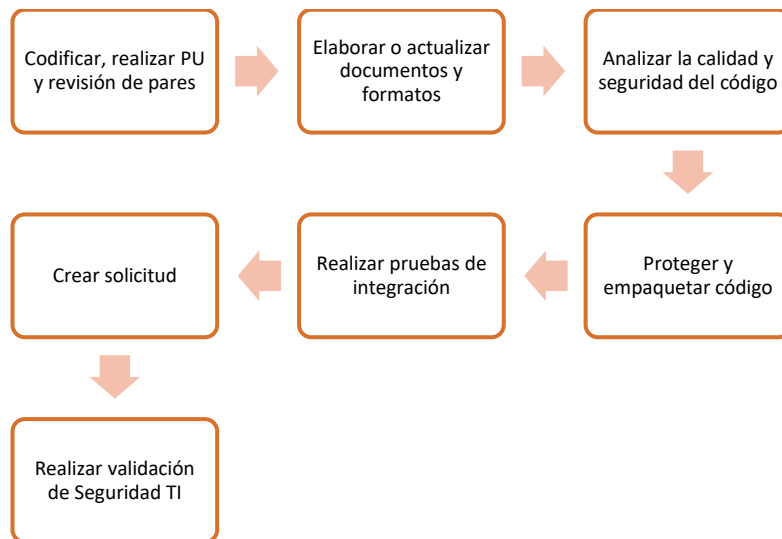 Codificar, realizar PU
y revisión de pares
Elaborar o actualizar
documentos y
formatos
Analizar la calidad y
seguridad del código
Proteger y
empaquetar código
Realizar pruebas de
integración
Crear solicitud
Realizar validación
de Seguridad TI